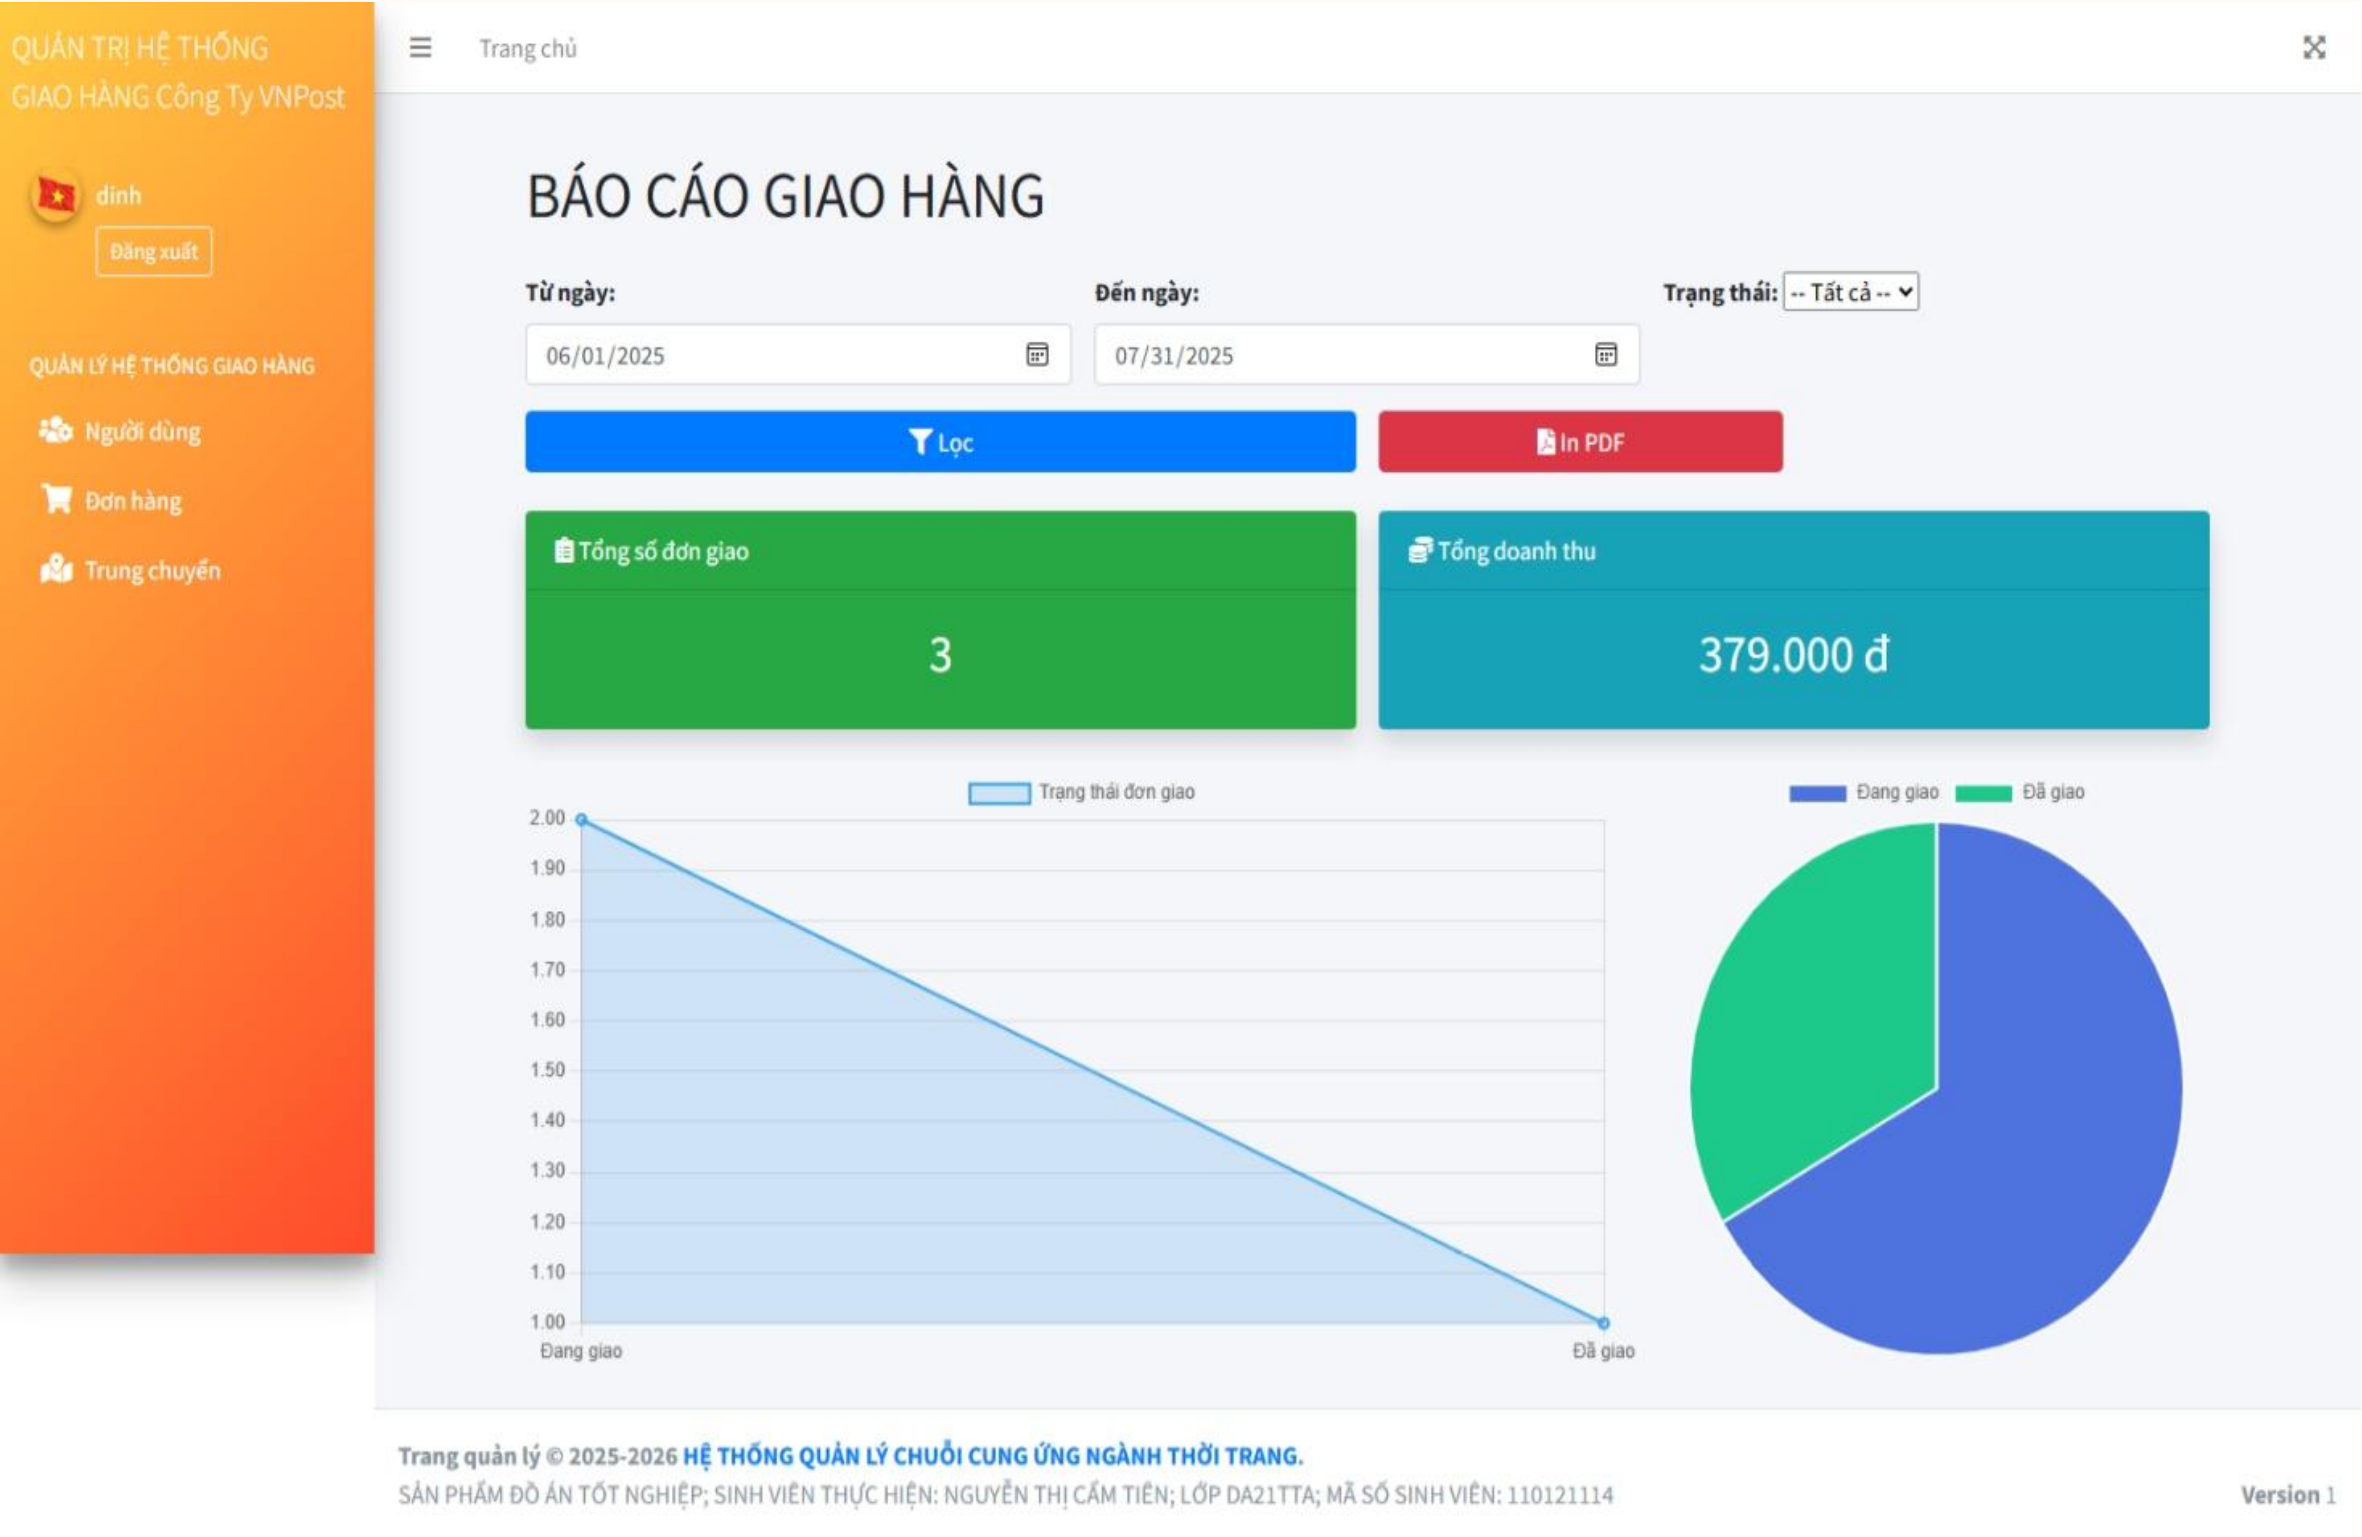 QUẢN TRỊ HỆ THỐNG
GIAO HÀNG Công Ty VNPost
dinh
Đăng xuất
QUẢN LÝ HỆ THỐNG GIAO HÀNG
Người dùng
Đơn hàng
Trung chuyển
Trang chủ
BÁO CÁO GIAO HÀNG
Từ ngày:
06/01/2025
Đến ngày:
07/31/2025
Trạng thái: -- Tất cả --
Lọc
In PDF
Tổng số đơn giao
3
Tổng doanh thu
379.000 đ
Trạng thái đơn giao
2.00
1.90
1.80
1.70
1.60
1.50
1.40
1.30
1.20
1.10
1.00
Đang giao
Đã giao
Đang giao
Đã giao
Trang quản lý © 2025-2026 HỆ THỐNG QUẢN LÝ CHUỖI CUNG ỨNG NGÀNH THỜI TRANG.
SẢN PHẨM ĐỒ ÁN TỐT NGHIỆP; SINH VIÊN THỰC HIỆN: NGUYỄN THỊ CẨM TIÊN; LỚP DA21TTA; MÃ SỐ SINH VIÊN: 110121114
Version 1